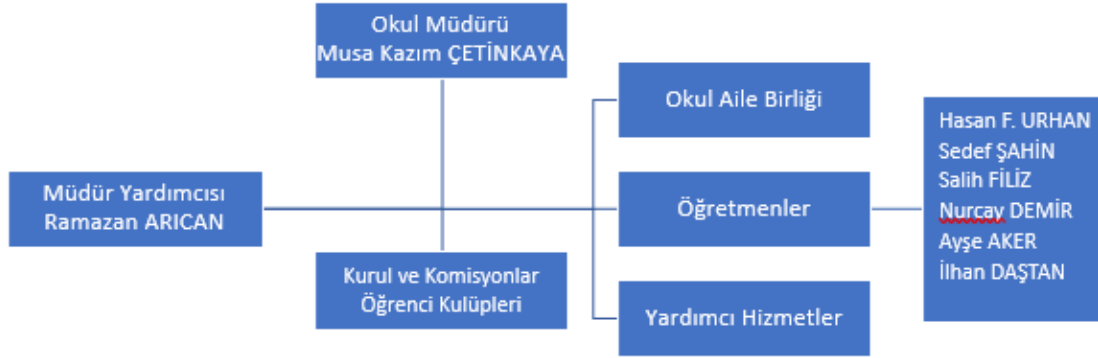 Okul Müdürü
Musa Kazım ÇETİNKAYA
Müdür Yardımcısı
Ramazan ARICAN
Kurul ve Komisyonlar
Öğrenci Kulüpleri
Okul Aile Birliği
Öğretmenler
Yardımcı Hizmetler
Hasan F. URHAN
Sedef ŞAHİN
Salih FİLİZ
Nurcay DEMİR
Ayşe AKER
İlhan DAŞTAN